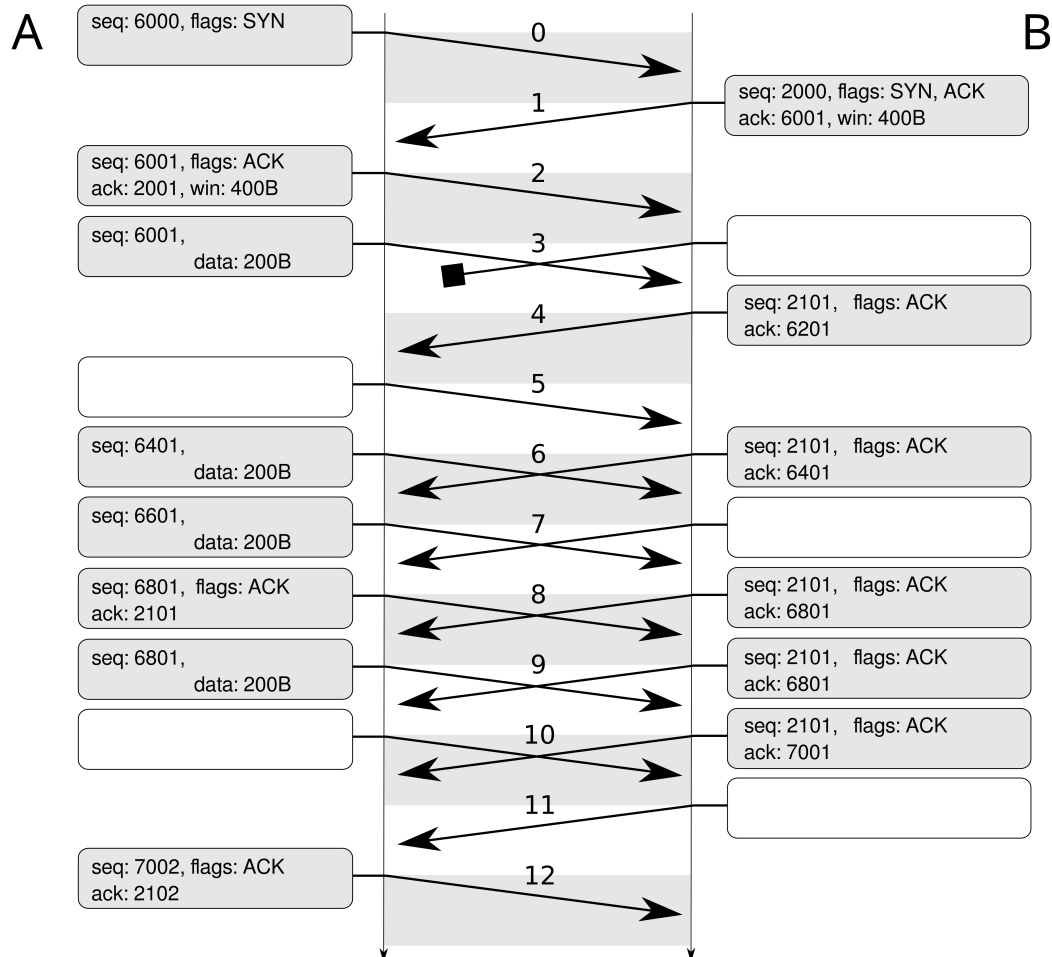 A
B
seq: 6000, flags: SYN
0
1
seq: 2000, flags: SYN, ACK
ack: 6001, win: 400B
seq: 6001, flags: ACK
ack: 2001, win: 400B
2
seq: 6001,
data: 200B
3
4
seq: 2101, flags: ACK
ack: 6201
5
seq: 6401,
data: 200B
6
seq: 2101, flags: ACK
ack: 6401
seq: 6601,
data: 200B
7
seq: 6801, flags: ACK
ack: 2101
8
seq: 2101, flags: ACK
ack: 6801
seq: 6801,
data: 200B
9
seq: 2101, flags: ACK
ack: 6801
10
seq: 2101, flags: ACK
ack: 7001
11
seq: 7002, flags: ACK
ack: 2102
12